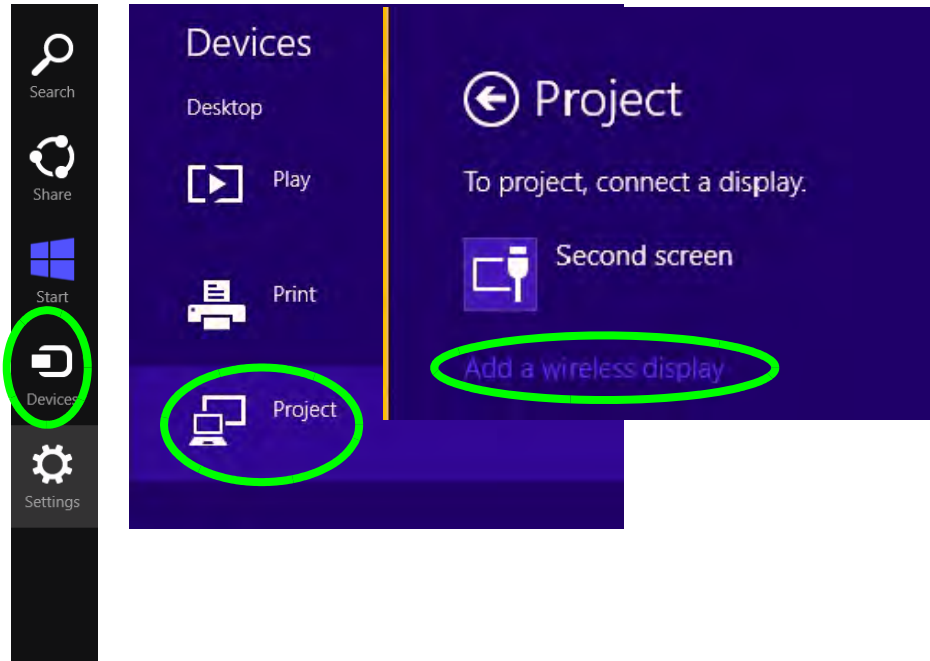 Search
Share
Start
Devices
Settings
Devices
Desktop
Play
Print
Project
Project
To project, connect a display.
Second screen
Add a wireless display